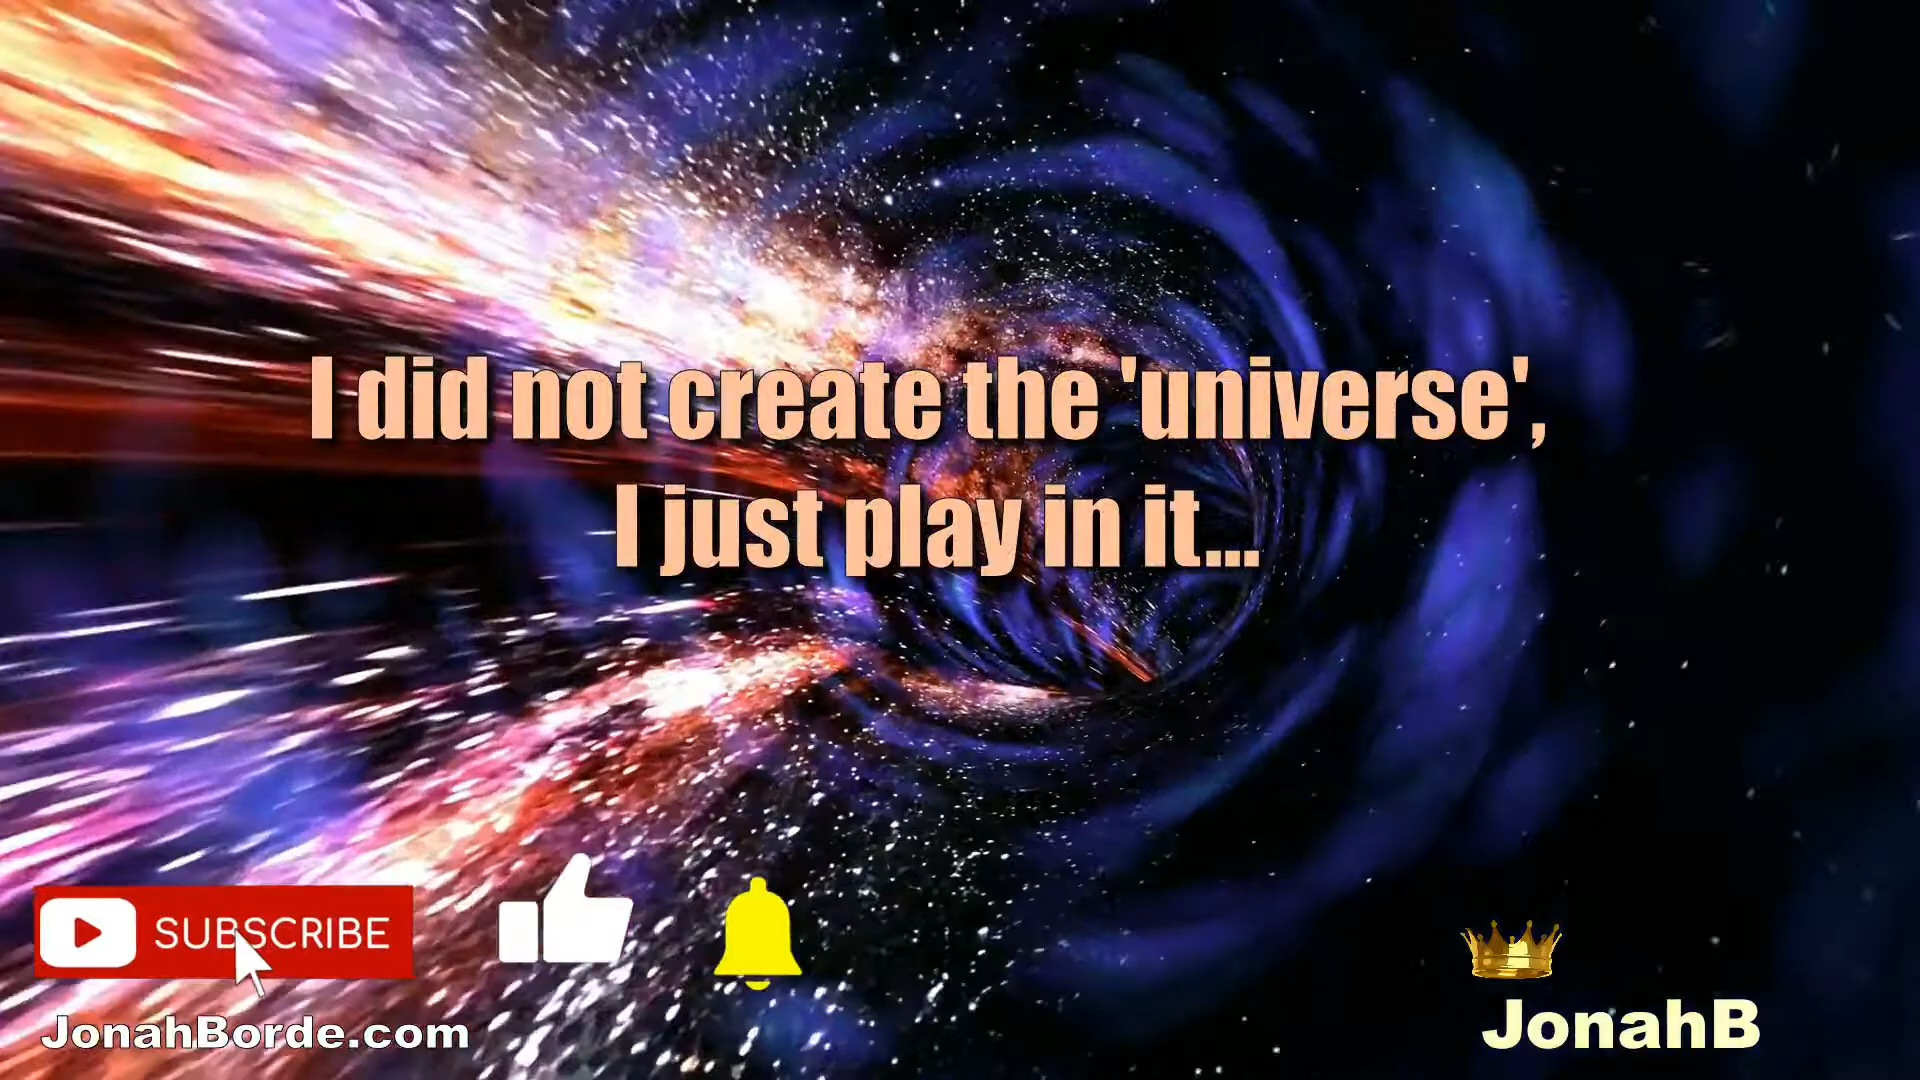 I did not create the 'universe',
I just play in it...
SUBSCRIBE
JonahBorde.com
JonahB